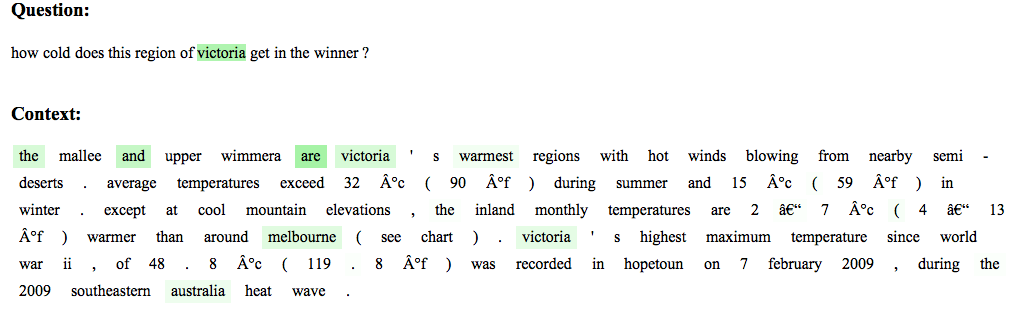 Question:
how cold does this region of victoria get in the winner ?
Context:
the mallee and upper wimmera are victoria ' s warmest regions with hot winds blowing from nearby semi -
deserts . average temperatures exceed 32 Â°c ( 90 Â°f ) during summer and 15 Â°c ( 59 Â°f ) in
winter . except at cool mountain elevations , the inland monthly temperatures are 2 â€“ 7 Â°c ( 4 â€“ 13
Â°f ) warmer than around melbourne ( see chart ) . victoria ' s highest maximum temperature since world
war ii , of 48 . 8 Â°c ( 119 . 8 Â°f ) was recorded in hopetoun on 7 february 2009 , during the
2009 southeastern australia heat wave .